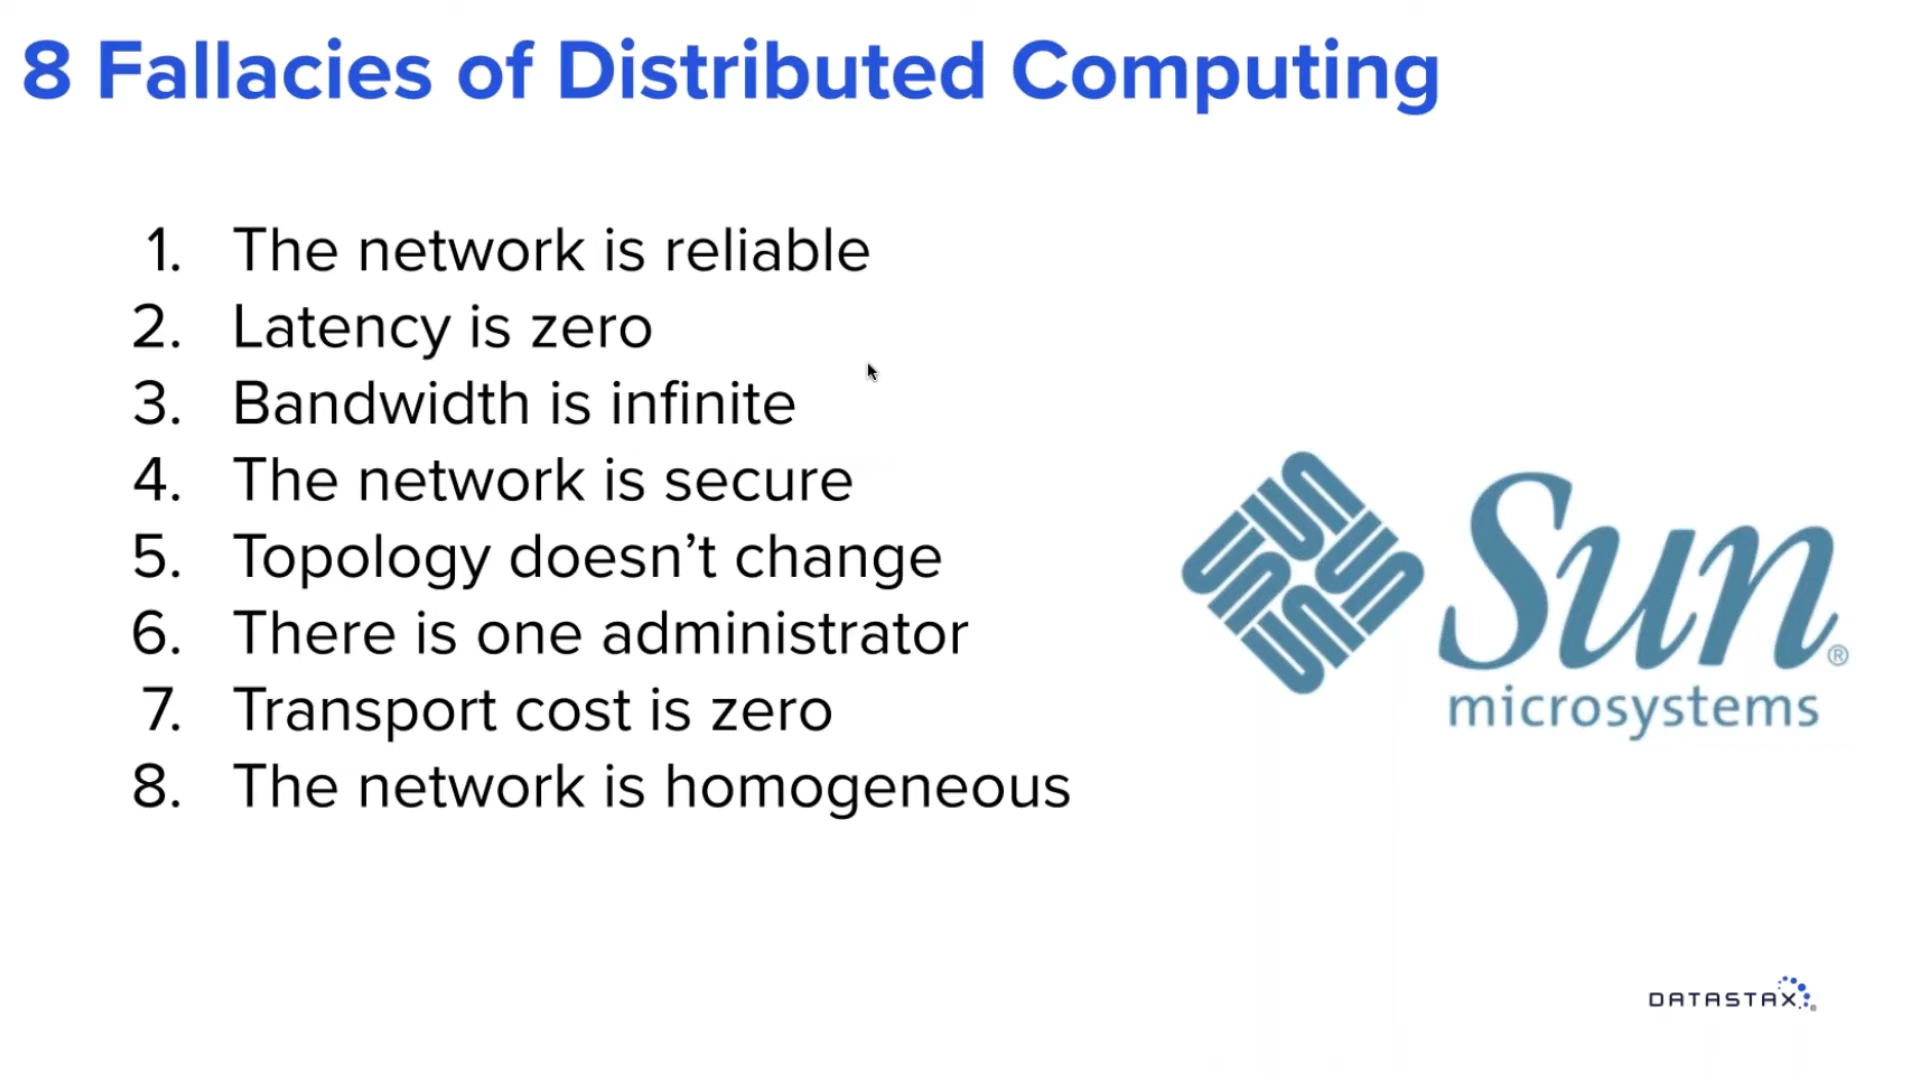 8 Fallacies of Distributed Computing
1. The network is reliable
2. Latency is zero
3. Bandwidth is infinite
4. The network is secure
5. Topology doesn’t change
6. There is one administrator
7. Transport cost is zero
8. The network is homogeneous
Sun®
microsystems
DATASTAX®